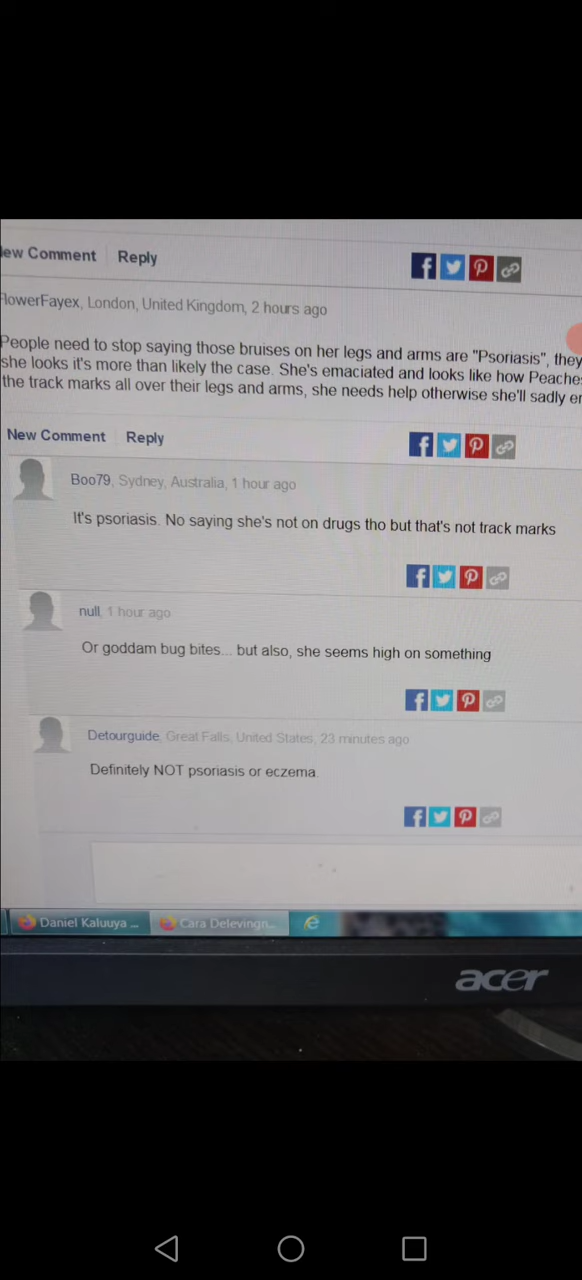 ew Comment Reply
lowerFayex, London, United Kingdom, 2 hours ago
People need to stop saying those bruises on her legs and arms are "Psoriasis", they
she looks it's more than likely the case. She's emaciated and looks like how Peache
the track marks all over their legs and arms, she needs help otherwise she'll sadly e
New Comment Reply
Boo79, Sydney, Australia, 1 hour ago
It's psoriasis. No saying she's not on drugs tho but that's not track marks
null, 1 hour ago
Or goddam bug bites... but also, she seems high on something
Detourguide, Great Falls, United States, 23 minutes ago
Definitely NOT psoriasis or eczema.
Daniel Kaluuya ... Cara Delevingn...
acer